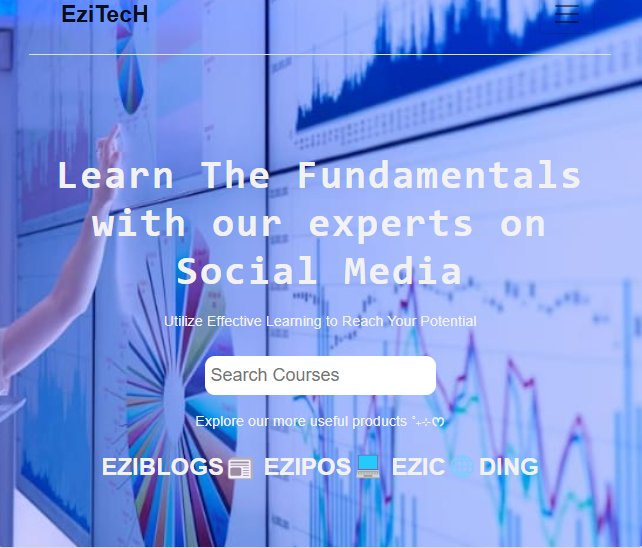 EziTecH
Learn The Fundamentals
with our experts on
Social Media
Utilize Effective Learning to Reach Your Potential
Search Courses
Explore our more useful products ˚₊⊹ෆ
EZIBLOGS📰 EZIPOS💻 EZIC🌐DING